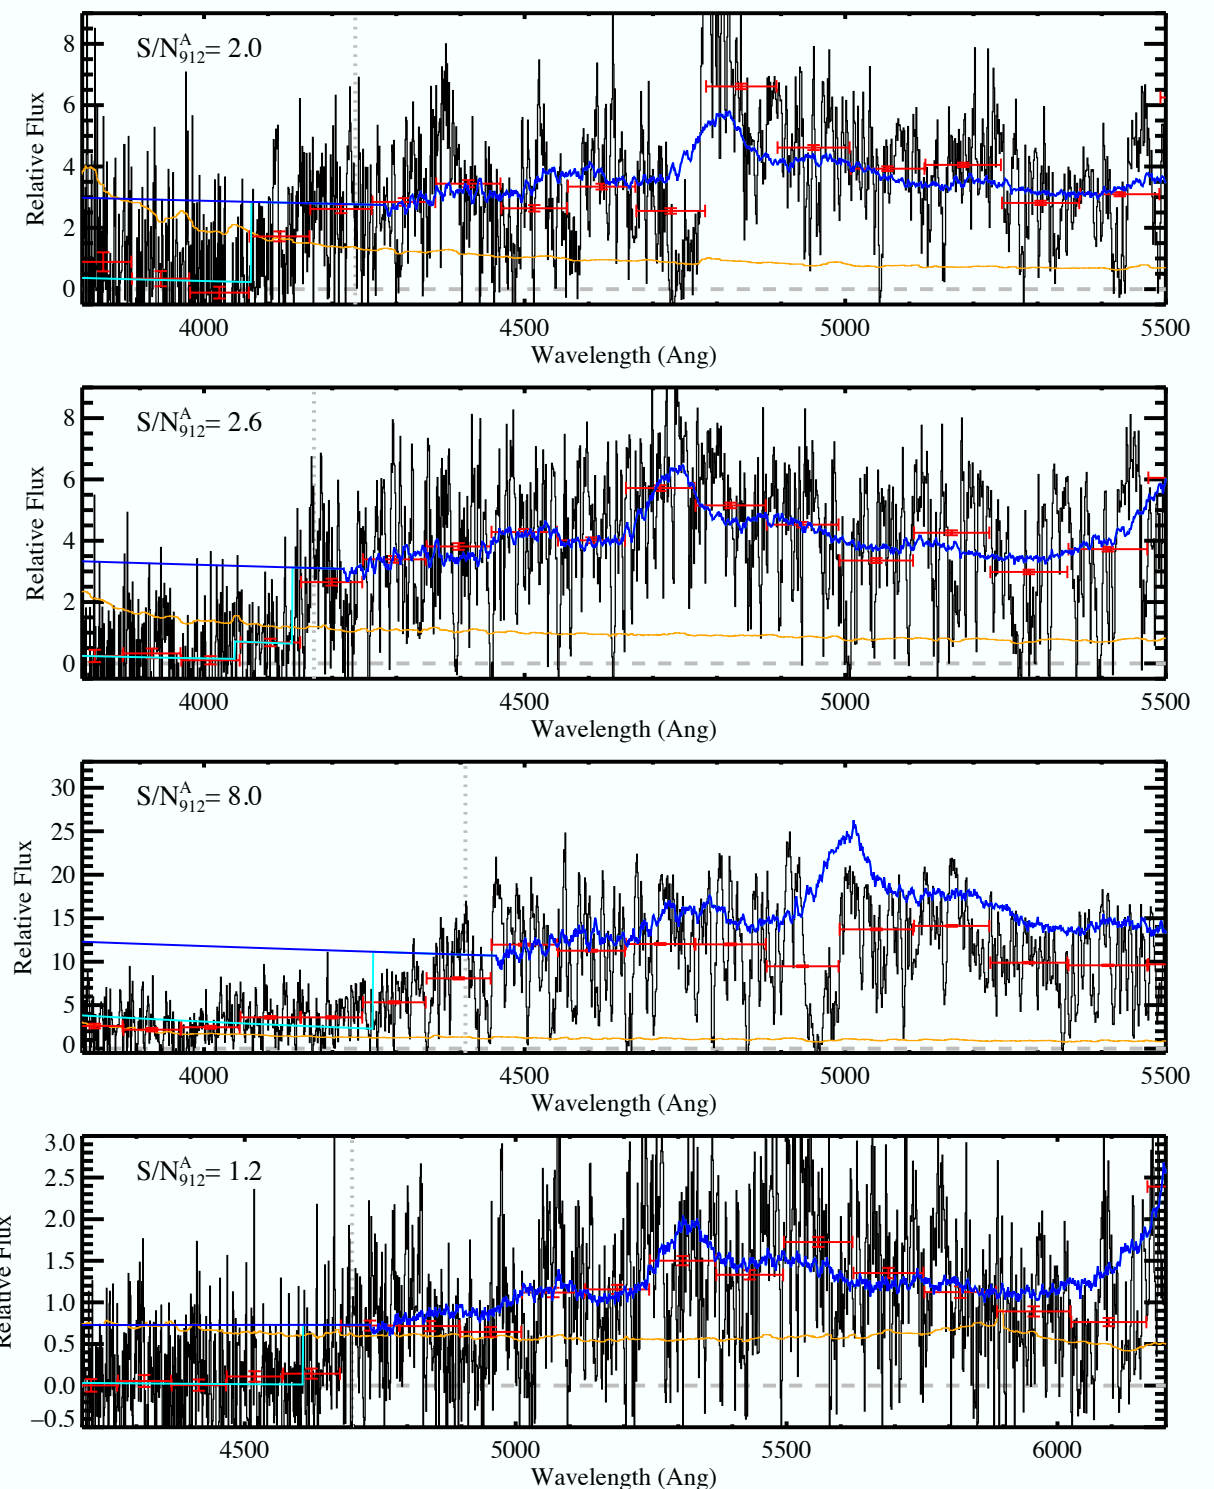 S/N^A_912= 2.0
8
6
4
2
0
Relative Flux
4000 4500 5000 5500
Wavelength (Ang)
S/N^A_912= 2.6
8
6
4
2
0
Relative Flux
4000 4500 5000 5500
Wavelength (Ang)
S/N^A_912= 8.0
30
25
20
15
10
5
0
Relative Flux
4000 4500 5000 5500
Wavelength (Ang)
S/N^A_912= 1.2
3.0
2.5
2.0
1.5
1.0
0.5
0.0
−0.5
Relative Flux
4500 5000 5500 6000
Wavelength (Ang)